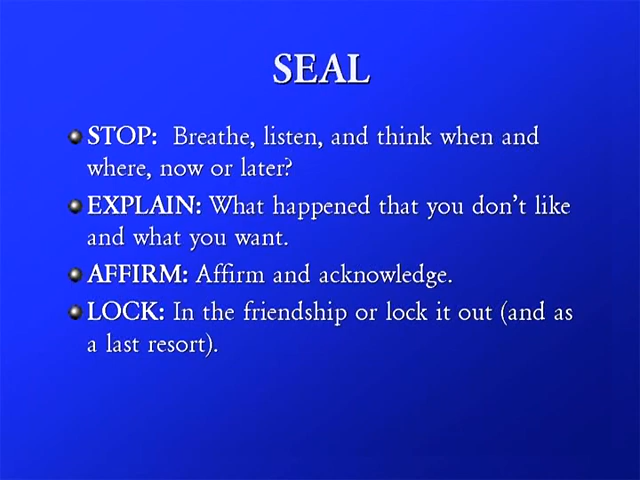 SEAL
STOP:  Breathe, listen, and think when and
where, now or later?
EXPLAIN: What happened that you don't like
and what you want.
AFFIRM: Affirm and acknowledge.
LOCK: In the friendship or lock it out (and as
a last resort).